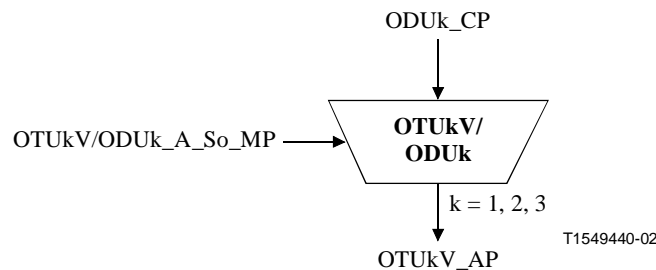 ODUk_CP
OTUkV/ODUk_A_So_MP
OTUkV/
ODUk
k = 1, 2, 3
T1549440-02
OTUkV_AP